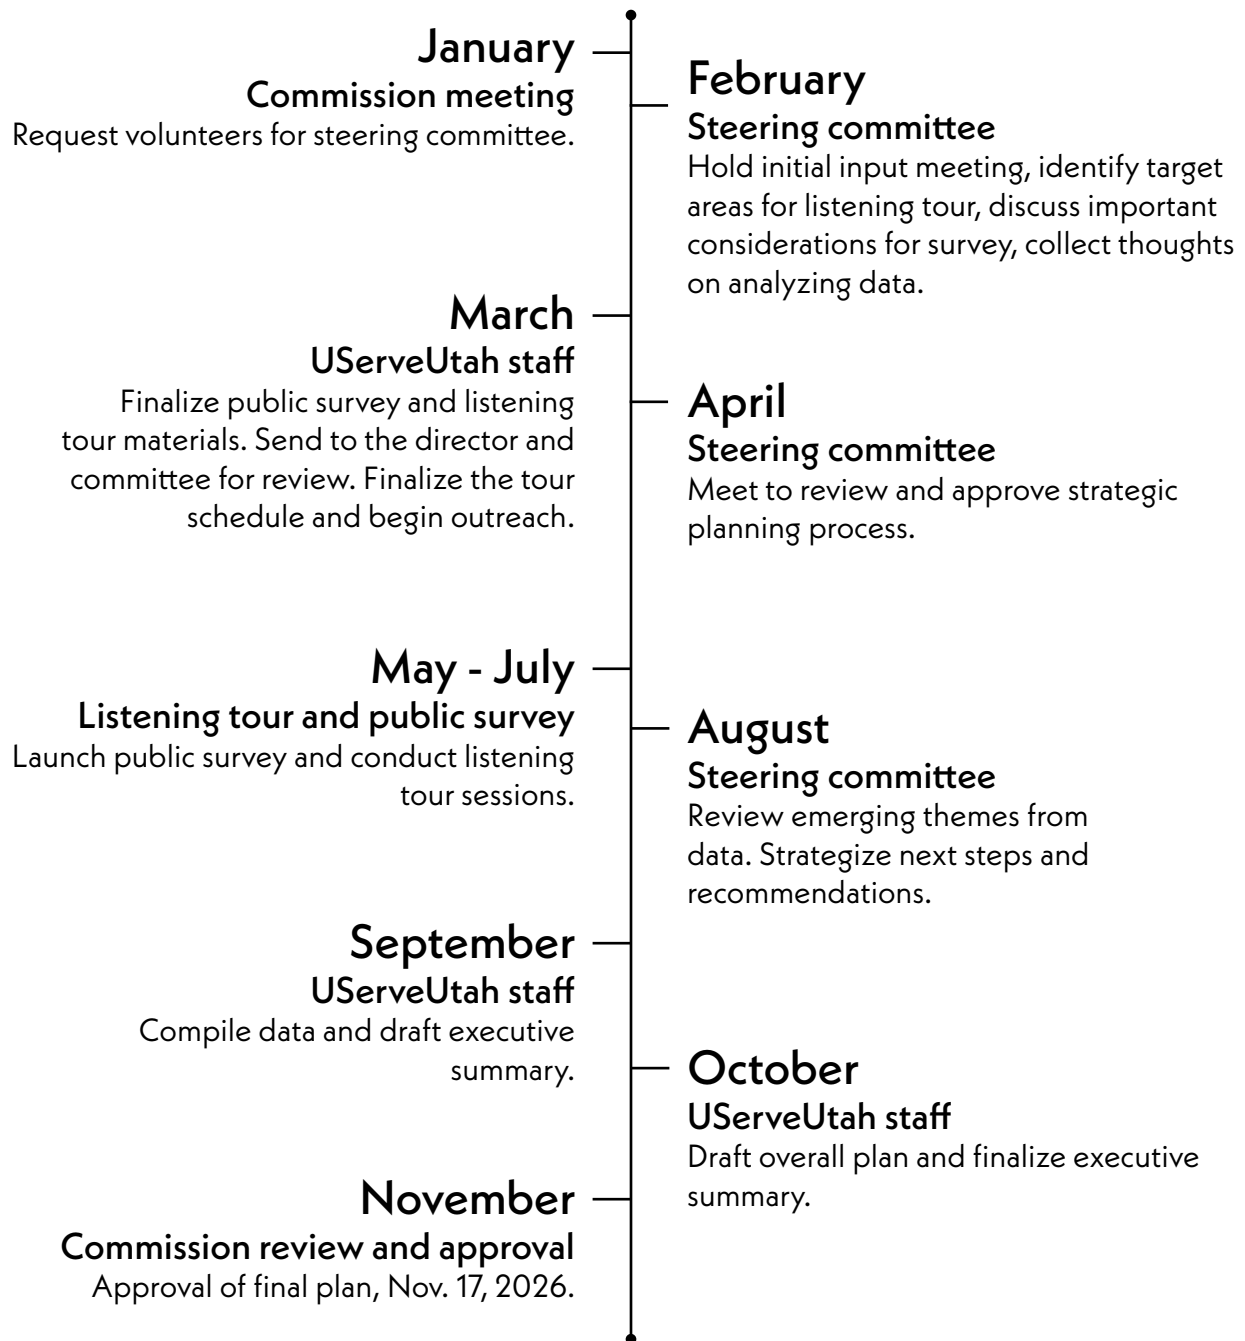 January
Commission meeting
Request volunteers for steering committee.
February
Steering committee
Hold initial input meeting, identify target
areas for listening tour, discuss important
considerations for survey, collect thoughts
on analyzing data.
March
UServeUtah staff
Finalize public survey and listening
tour materials. Send to the director and
committee for review. Finalize the tour
schedule and begin outreach.
April
Steering committee
Meet to review and approve strategic
planning process.
May - July
Listening tour and public survey
Launch public survey and conduct listening
tour sessions.
August
Steering committee
Review emerging themes from
data. Strategize next steps and
recommendations.
September
UServeUtah staff
Compile data and draft executive
summary.
October
UServeUtah staff
Draft overall plan and finalize executive
summary.
November
Commission review and approval
Approval of final plan, Nov. 17, 2026.